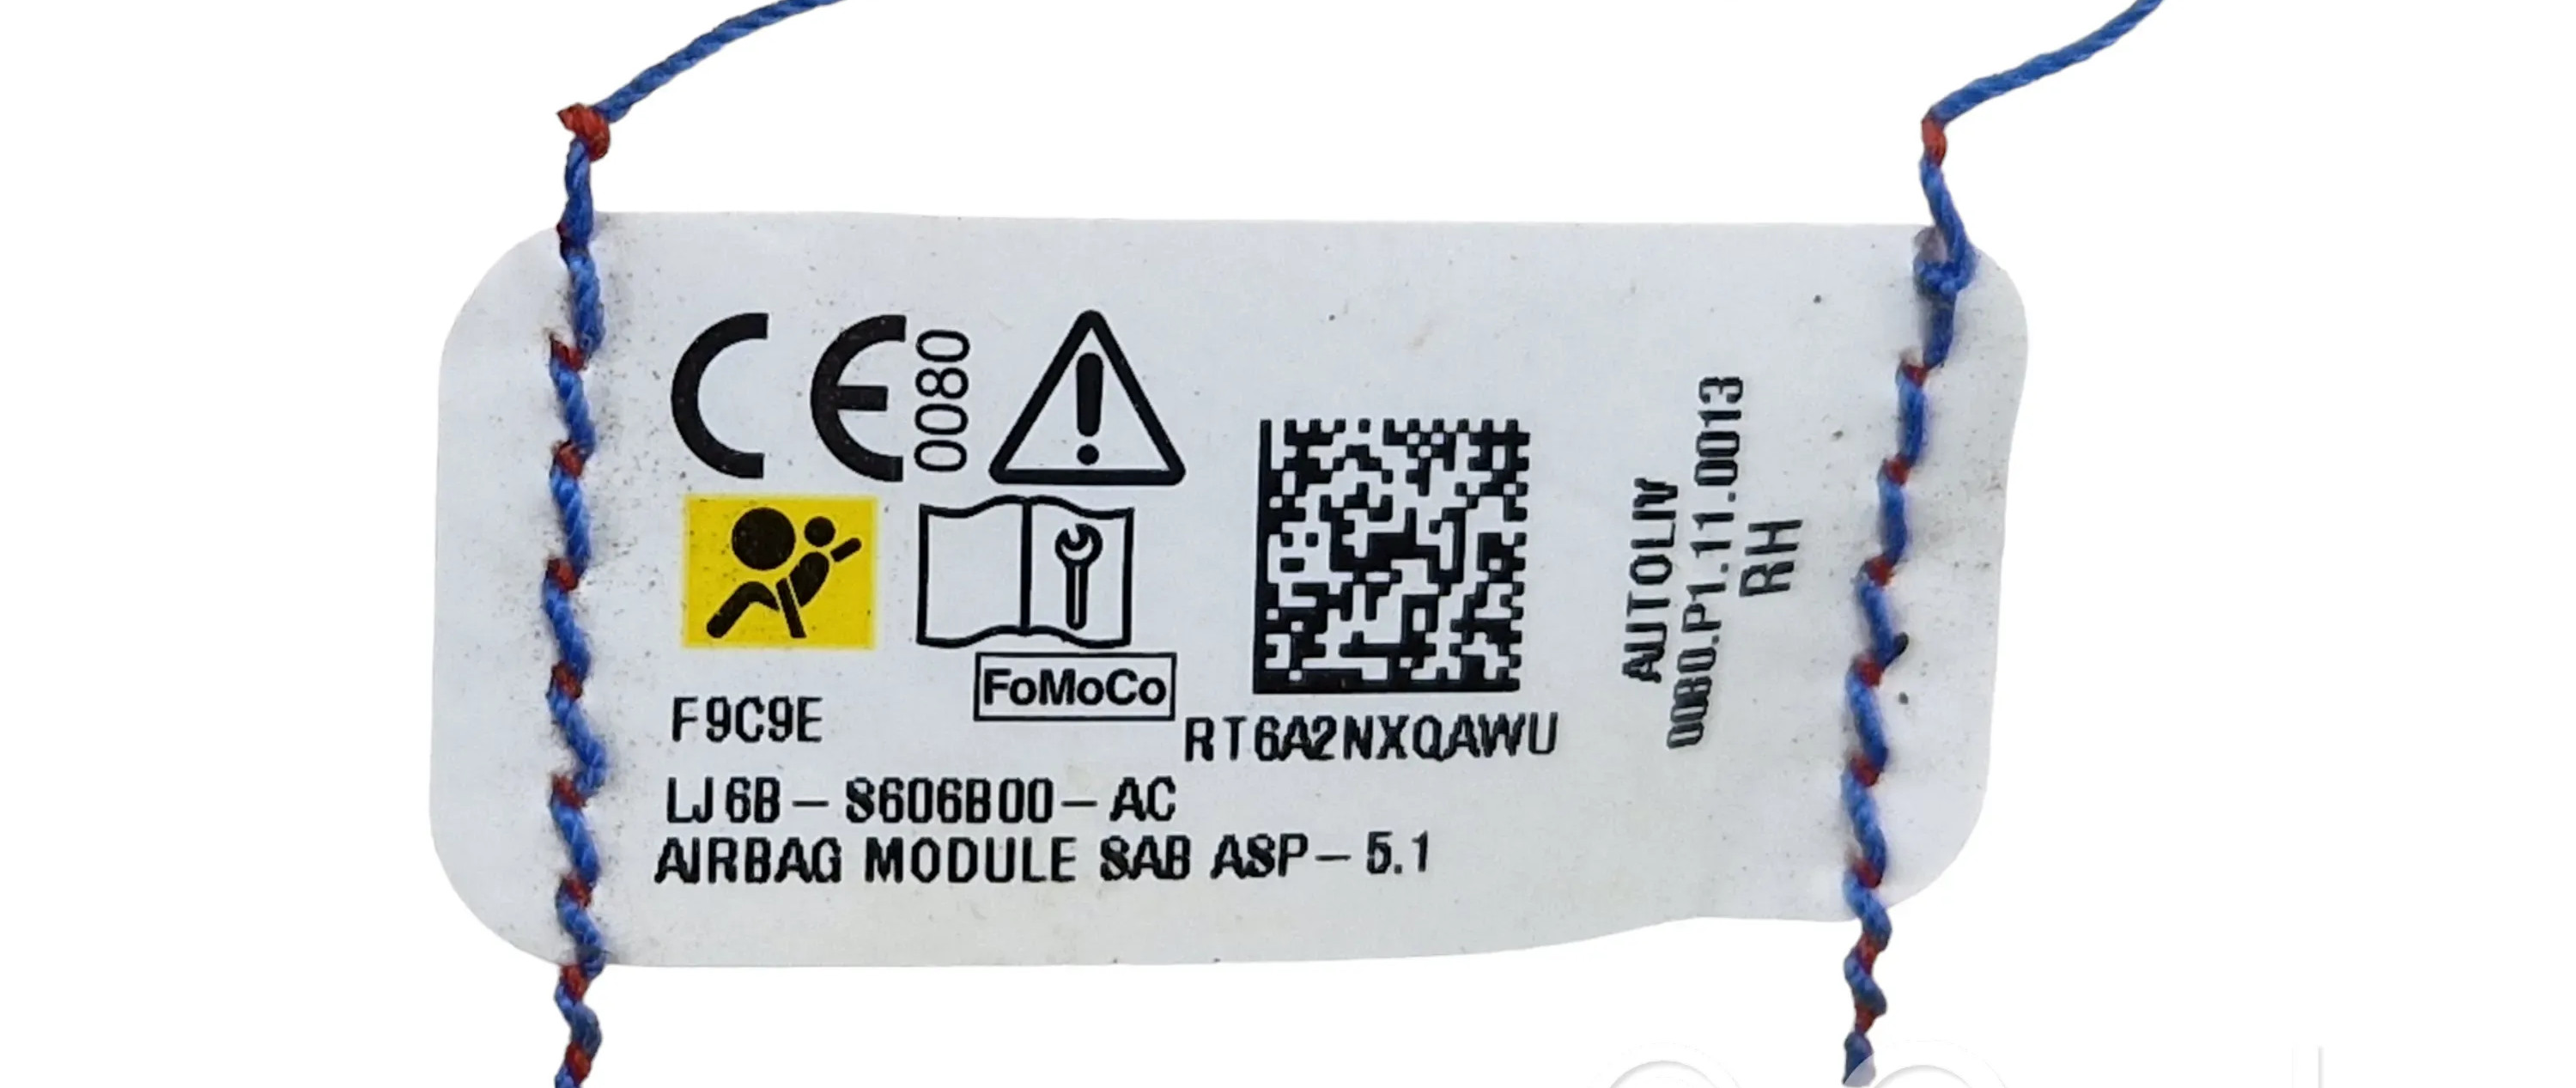 CE 0080
FoMoCo
F9C9E
RT6A2NXQAWU
LJ6B-S606B00-AC
AIRBAG MODULE SAB ASP-5.1
AUTOLIV
0080.P1.11.0013
RH